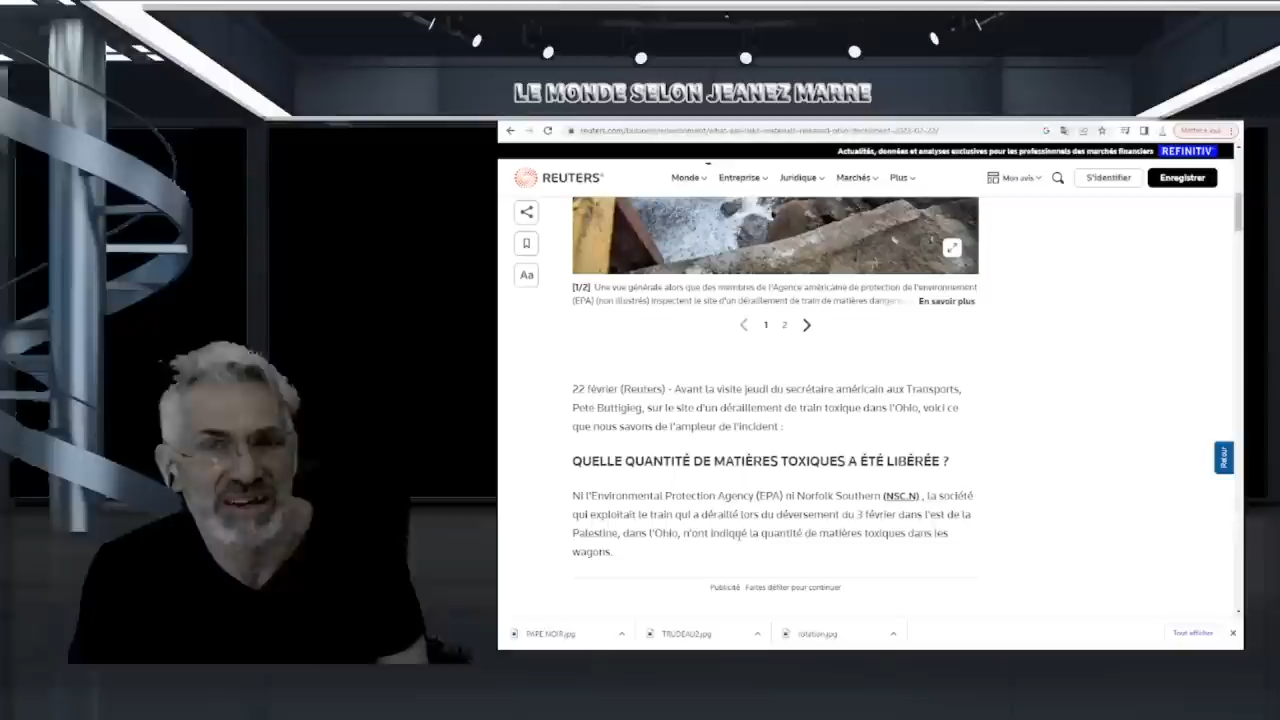 LE MONDE SELON JEANEZ MARRE
Actualités, données et analyses exclusives pour les professionnels des marchés financiers REFINITIV
REUTERS
Monde Entreprise Juridique Marchés Plus
Mon avis S'identifier Enregistrer
Aa
[1/2] Une vue générale alors que des membres de l'Agence américaine de protection de l'environnement
(EPA) (non illustrés) inspectent le site d'un déraillement de train de matières En savoir plus
1 2
22 février (Reuters) - Avant la visite jeudi du secrétaire américain aux Transports,
Pete Buttigieg, sur le site d'un déraillement de train toxique dans l'Ohio, voici ce
que nous savons de l'ampleur de l'incident :
Retour
QUELLE QUANTITÉ DE MATIÈRES TOXIQUES A ÉTÉ LIBÉRÉE ?
Ni l'Environmental Protection Agency (EPA) ni Norfolk Southern (NSC.N) , la société
qui exploitait le train qui a déraillé lors du déversement du 3 février dans l'est de la
Palestine, dans l'Ohio, n'ont indiqué la quantité de matières toxiques dans les
wagons.
Publicité Faites défiler pour continuer
PAPE NOIR.jpg TRUDEAU2.jpg rotation.jpg Tout afficher